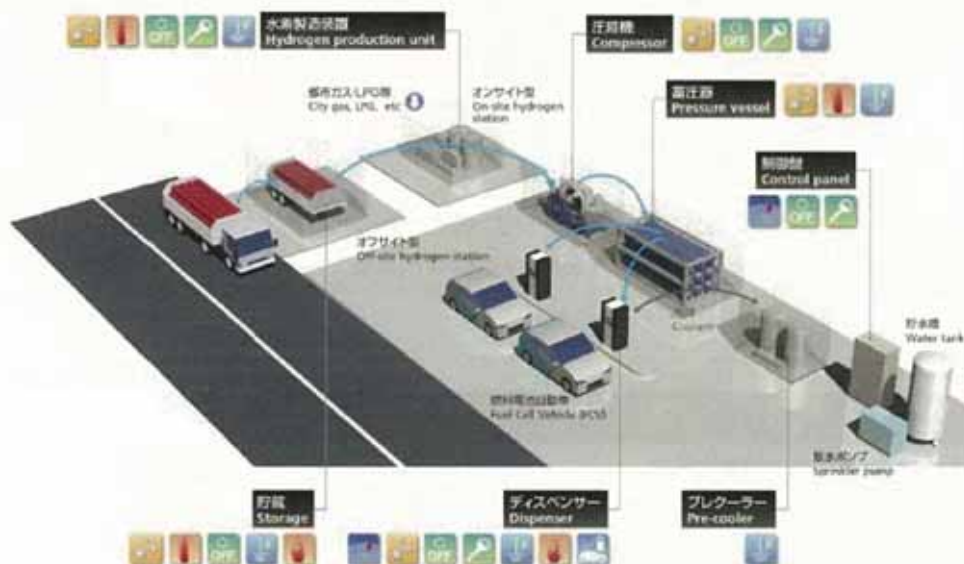 水素製造装置
Hydrogen production unit
OFF
圧縮機
Compressor
OFF
都市ガス・LPG等
City gas, LPG, etc
オンサイト型
On-site hydrogen
station
蓄圧器
Pressure vessel
制御盤
Control panel
OFF
オフサイト型
Off-site hydrogen station
貯水槽
Water tank
燃料電池自動車
Fuel Cell Vehicle (FCV)
散水ポンプ
Sprinkler pump
貯蔵
Storage
OFF
ディスペンサー
Dispenser
OFF
プレクーラー
Pre-cooler